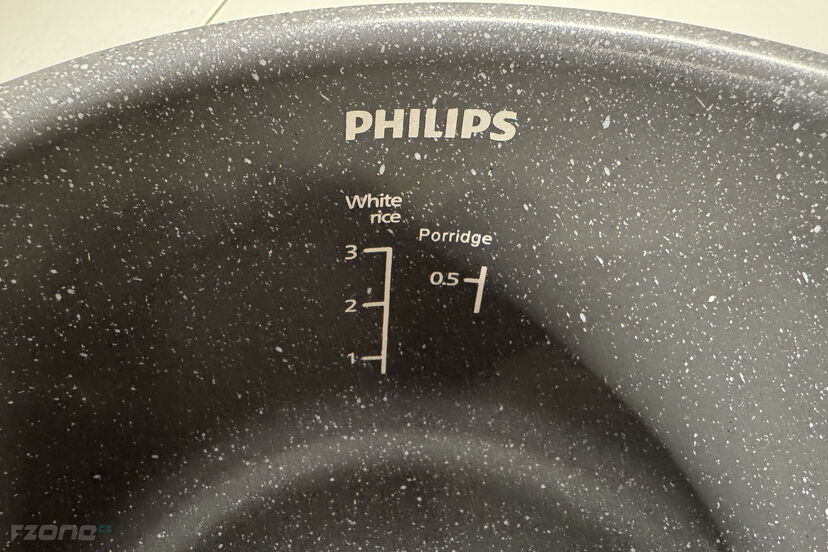 PHILIPS
White
rice
Porridge
3
0.5
2
1
FZONE.CZ